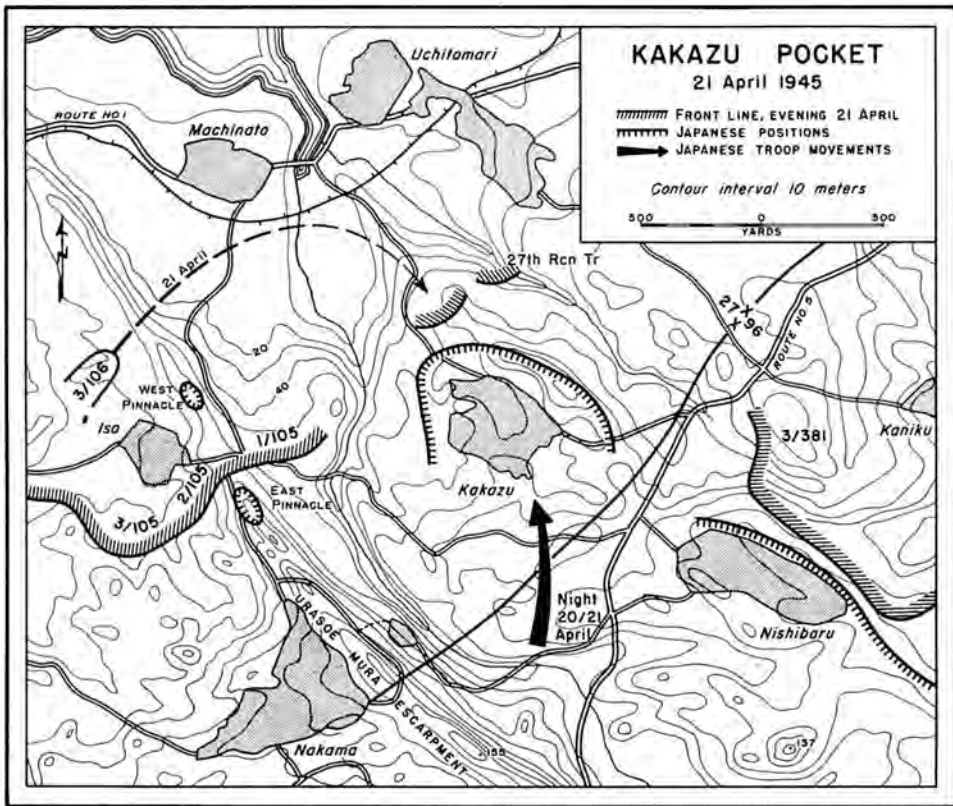 KAKAZU POCKET
21 April 1945
FRONT LINE, EVENING 21 APRIL
JAPANESE POSITIONS
JAPANESE TROOP MOVEMENTS
Contour interval 10 meters
500 0 500
YARDS
Uchitomari
ROUTE NO. 1
Machinato
21 April
27th Rcn Tr
27 X 96
X
ROUTE NO. 5
20
40
3/106
WEST
PINNACLE
Isa
1/105
2/105
3/105
EAST
PINNACLE
Kakazu
3/381
Kaniku
Night
20/21
April
Nishibaru
URASOE MURA ESCARPMENT
Nakama
155
137